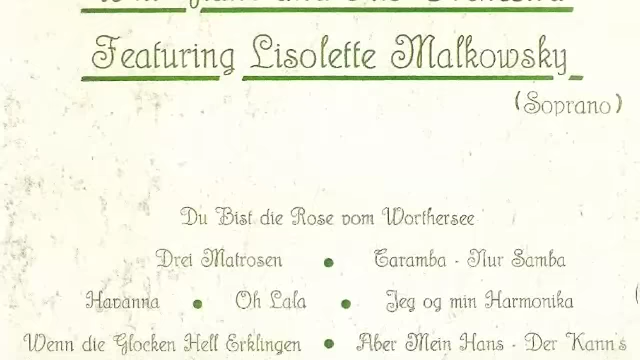 Featuring Lisolette Malkowsky
(Soprano)
Du Bist die Rose vom Worthersee
Drei Matrosen • Caramba - Nur Samba
Havanna • Oh Lala • Jeg og min Harmonika
Wenn die Glocken Hell Erklingen • Aber Mein Hans - Der Kann's